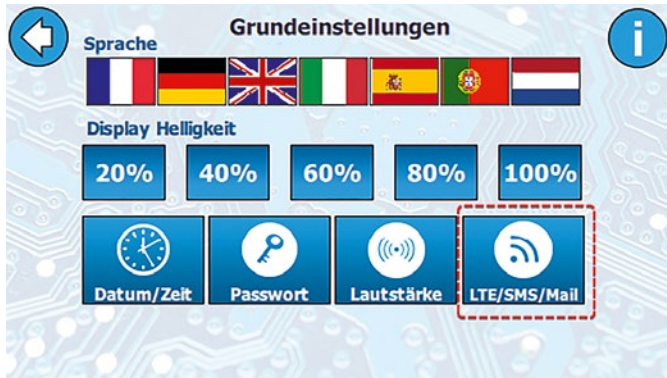 Grundeinstellungen
Sprache
Display Helligkeit
20% 40% 60% 80% 100%
Datum/Zeit Passwort Lautstärke LTE/SMS/Mail